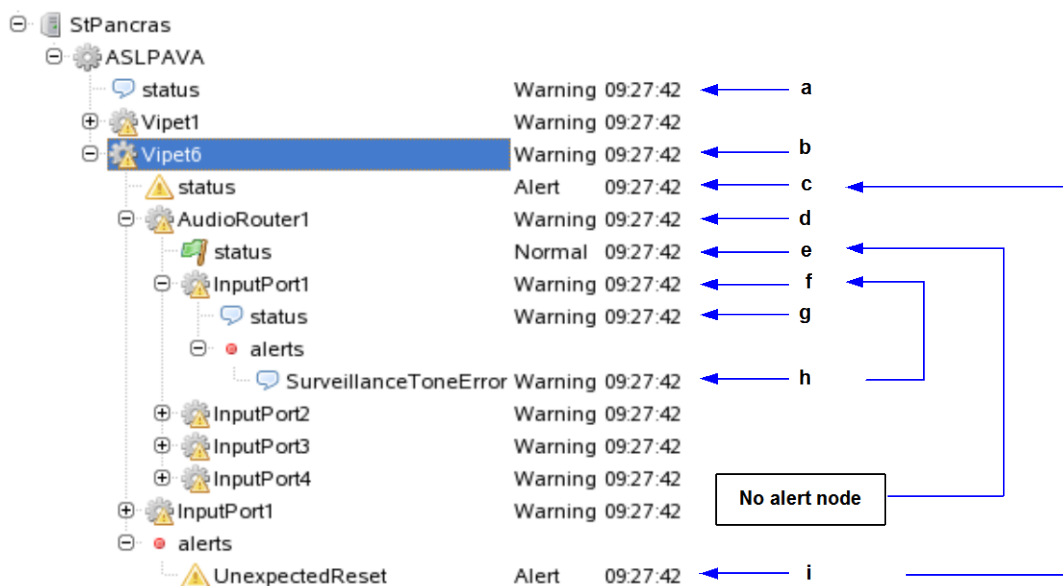 StPancras
ASLPAVA
status Warning 09:27:42 a
Vipet1 Warning 09:27:42
Vipet6 Warning 09:27:42 b
status Alert 09:27:42 c
AudioRouter1 Warning 09:27:42 d
status Normal 09:27:42 e
InputPort1 Warning 09:27:42 f
status Warning 09:27:42 g
alerts
SurveillanceToneError Warning 09:27:42 h
InputPort2 Warning 09:27:42
InputPort3 Warning 09:27:42
InputPort4 Warning 09:27:42
No alert node
InputPort1 Warning 09:27:42
alerts
UnexpectedReset Alert 09:27:42 i